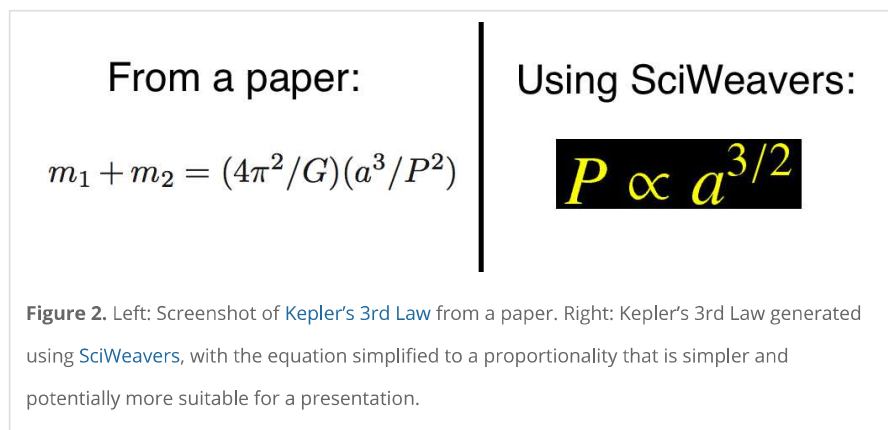 From a paper:
m₁ + m₂ = (4π²/G)(a³/P²)
Using SciWeavers:
P ∝ a^{3/2}
Figure 2. Left: Screenshot of Kepler’s 3rd Law from a paper. Right: Kepler’s 3rd Law generated
using SciWeavers, with the equation simplified to a proportionality that is simpler and
potentially more suitable for a presentation.